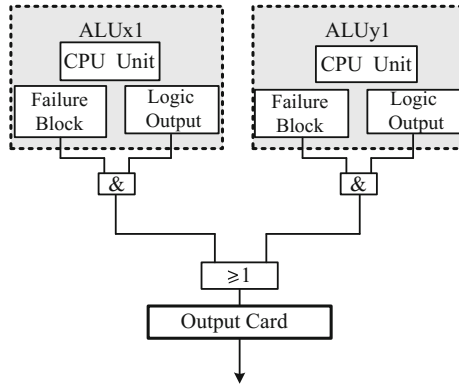 ALUx1
CPU Unit
Failure
Block
Logic
Output
&
ALUy1
CPU Unit
Failure
Block
Logic
Output
&
⩾1
Output Card